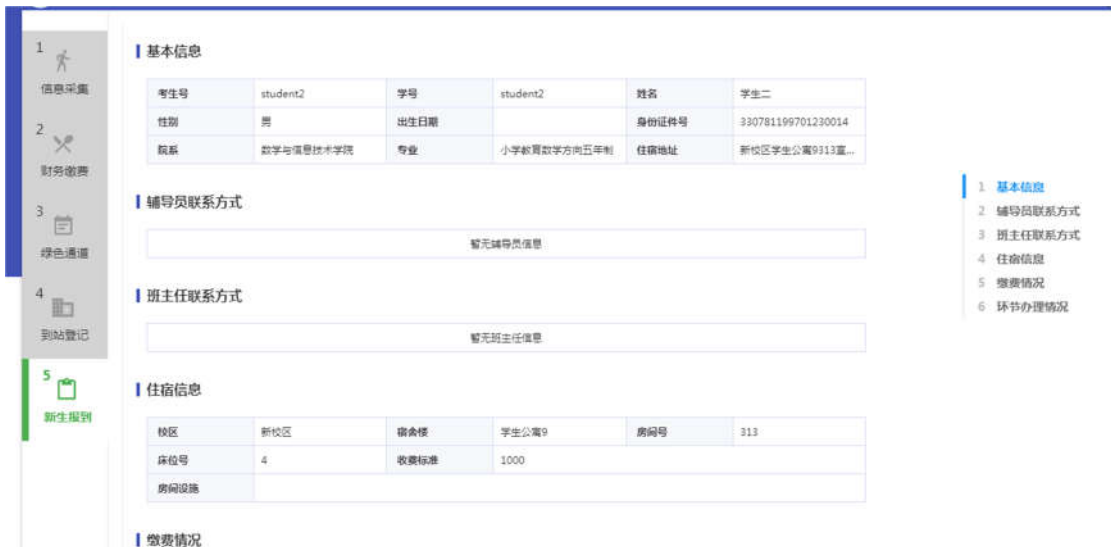 1
信息采集
2
财务缴费
3
绿色通道
4
到站登记
5
新生报到
基本信息
考生号 student2 学号 student2 姓名 学生二
性别 男 出生日期 身份证件号 330781199701230014
院系 数学与信息技术学院 专业 小学教育数学方向五年制 住宿地址 新校区学生公寓9313室...
辅导员联系方式
暂无辅导员信息
班主任联系方式
暂无班主任信息
住宿信息
校区 新校区 宿舍楼 学生公寓9 房间号 313
床位号 4 收费标准 1000
房间设施
缴费情况
1 基本信息
2 辅导员联系方式
3 班主任联系方式
4 住宿信息
5 缴费情况
6 环节办理情况